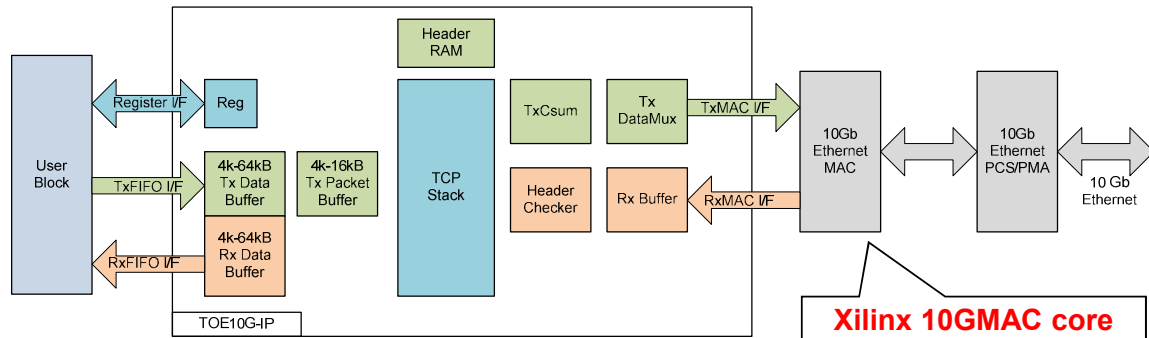 Header
RAM
User
Block
Register I/F
Reg
TxFIFO I/F
4k-64kB
Tx Data
Buffer
4k-16kB
Tx Packet
Buffer
RxFIFO I/F
4k-64kB
Rx Data
Buffer
TCP
Stack
TxCsum
Tx
DataMux
TxMAC I/F
Header
Checker
Rx Buffer
RxMAC I/F
10Gb
Ethernet
MAC
10Gb
Ethernet
PCS/PMA
10 Gb
Ethernet
TOE10G-IP
Xilinx 10GMAC core